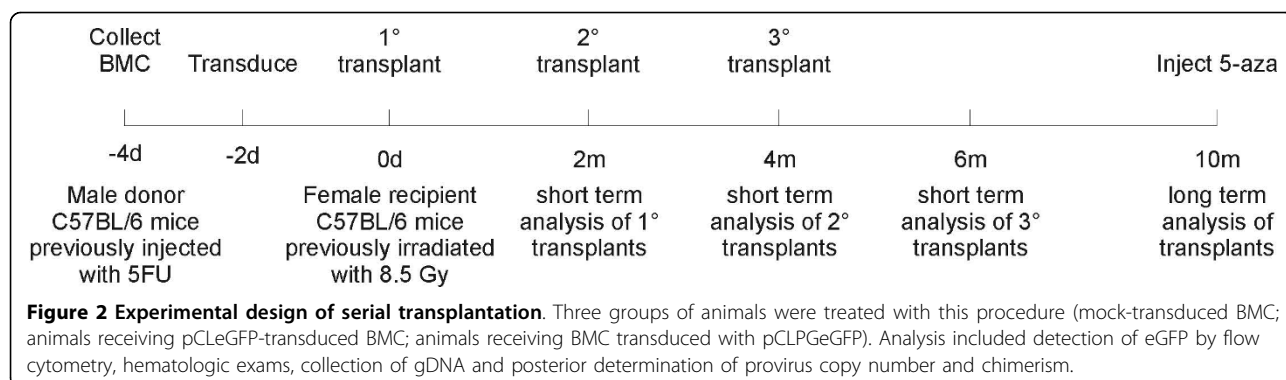 Collect BMC
Transduce
1° transplant
2° transplant
3° transplant
Inject 5-aza
-4d
-2d
0d
2m
4m
6m
10m
Male donor
C57BL/6 mice
previously injected
with 5FU
Female recipient
C57BL/6 mice
previously irradiated
with 8.5 Gy
short term
analysis of 1°
transplants
short term
analysis of 2°
transplants
short term
analysis of 3°
transplants
long term
analysis of
transplants
Figure 2 Experimental design of serial transplantation. Three groups of animals were treated with this procedure (mock-transduced BMC;
animals receiving pCLeGFP-transduced BMC; animals receiving BMC transduced with pCLPGeGFP). Analysis included detection of eGFP by flow
cytometry, hematologic exams, collection of gDNA and posterior determination of provirus copy number and chimerism.